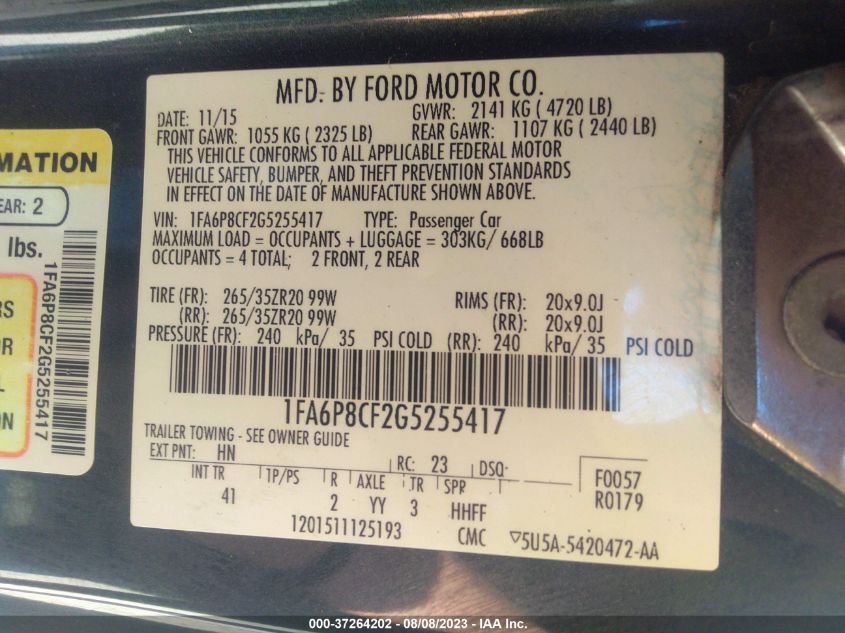 MFD. BY FORD MOTOR CO.
DATE: 11/15
GVWR: 2141 KG ( 4720 LB)
FRONT GAWR: 1055 KG ( 2325 LB)
REAR GAWR: 1107 KG ( 2440 LB)
THIS VEHICLE CONFORMS TO ALL APPLICABLE FEDERAL MOTOR
VEHICLE SAFETY, BUMPER, AND THEFT PREVENTION STANDARDS
IN EFFECT ON THE DATE OF MANUFACTURE SHOWN ABOVE.
VIN: 1FA6P8CF2G5255417 TYPE: Passenger Car
MAXIMUM LOAD = OCCUPANTS + LUGGAGE = 303KG/ 668LB
OCCUPANTS = 4 TOTAL; 2 FRONT, 2 REAR
TIRE (FR): 265/35ZR20 99W RIMS (FR): 20x9.0J
(RR): 265/35ZR20 99W (RR): 20x9.0J
PRESSURE (FR): 240 kPa/ 35 PSI COLD (RR): 240 kPa/ 35 PSI COLD
1FA6P8CF2G5255417
TRAILER TOWING - SEE OWNER GUIDE
EXT PNT: HN RC: 23 DSO:
INT TR TP/PS R AXLE TR SPR
41 2 YY 3 HHFF
F0057
R0179
1201511125193 CMC ▽5U5A-5420472-AA
MATION
EAR: 2
lbs.
RS
OR
L
ON
1FA6P8CF2G5255417
000-37264202 - 08/08/2023 - IAA Inc.